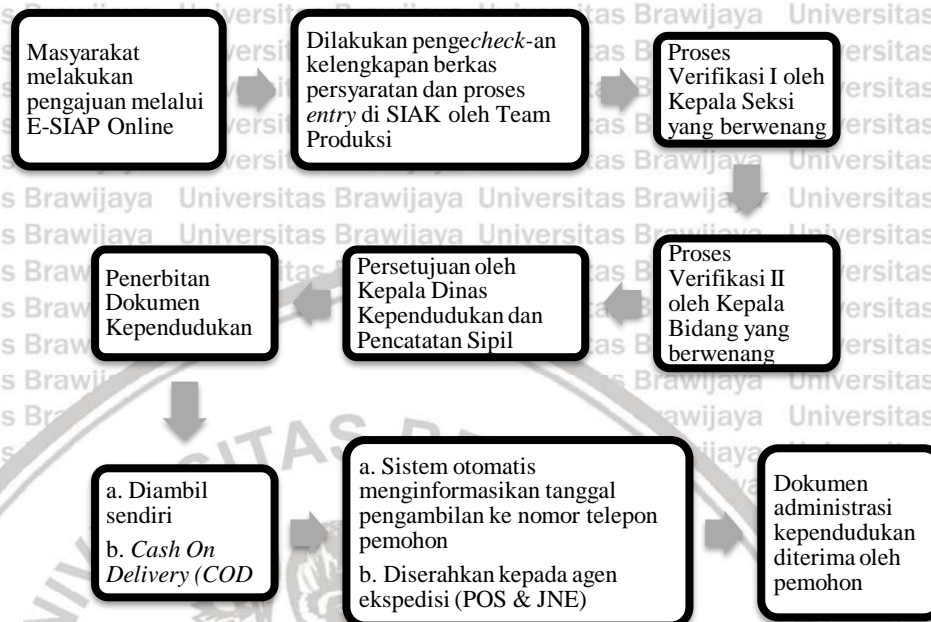 Masyarakat
melakukan
pengajuan melalui
E-SIAP Online
Dilakukan pengecheck-an
kelengkapan berkas
persyaratan dan proses
entry di SIAK oleh Team
Produksi
Proses
Verifikasi I oleh
Kepala Seksi
yang berwenang
Proses
Verifikasi II
oleh Kepala
Bidang yang
berwenang
Persetujuan oleh
Kepala Dinas
Kependudukan dan
Pencatatan Sipil
Penerbitan
Dokumen
Kependudukan
a. Diambil
sendiri
b. Cash On
Delivery (COD
a. Sistem otomatis
menginformasikan tanggal
pengambilan ke nomor telepon
pemohon
b. Diserahkan kepada agen
ekspedisi (POS & JNE)
Dokumen
administrasi
kependudukan
diterima oleh
pemohon